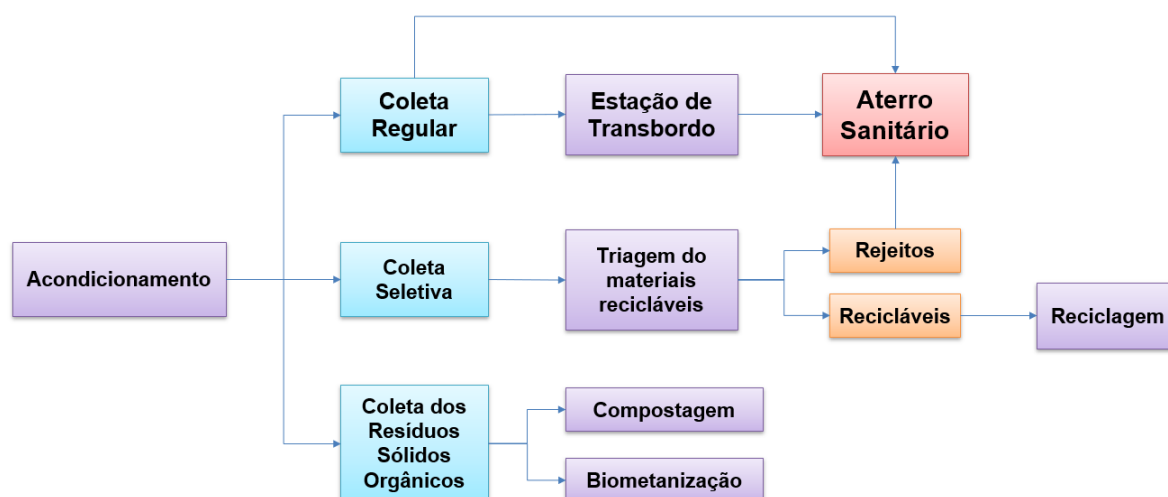 Coleta
Regular
Estação de
Transbordo
Aterro
Sanitário
Acondicionamento
Coleta
Seletiva
Triagem do
materiais
recicláveis
Rejeitos
Recicláveis
Reciclagem
Coleta dos
Resíduos
Sólidos
Orgânicos
Compostagem
Biometanização